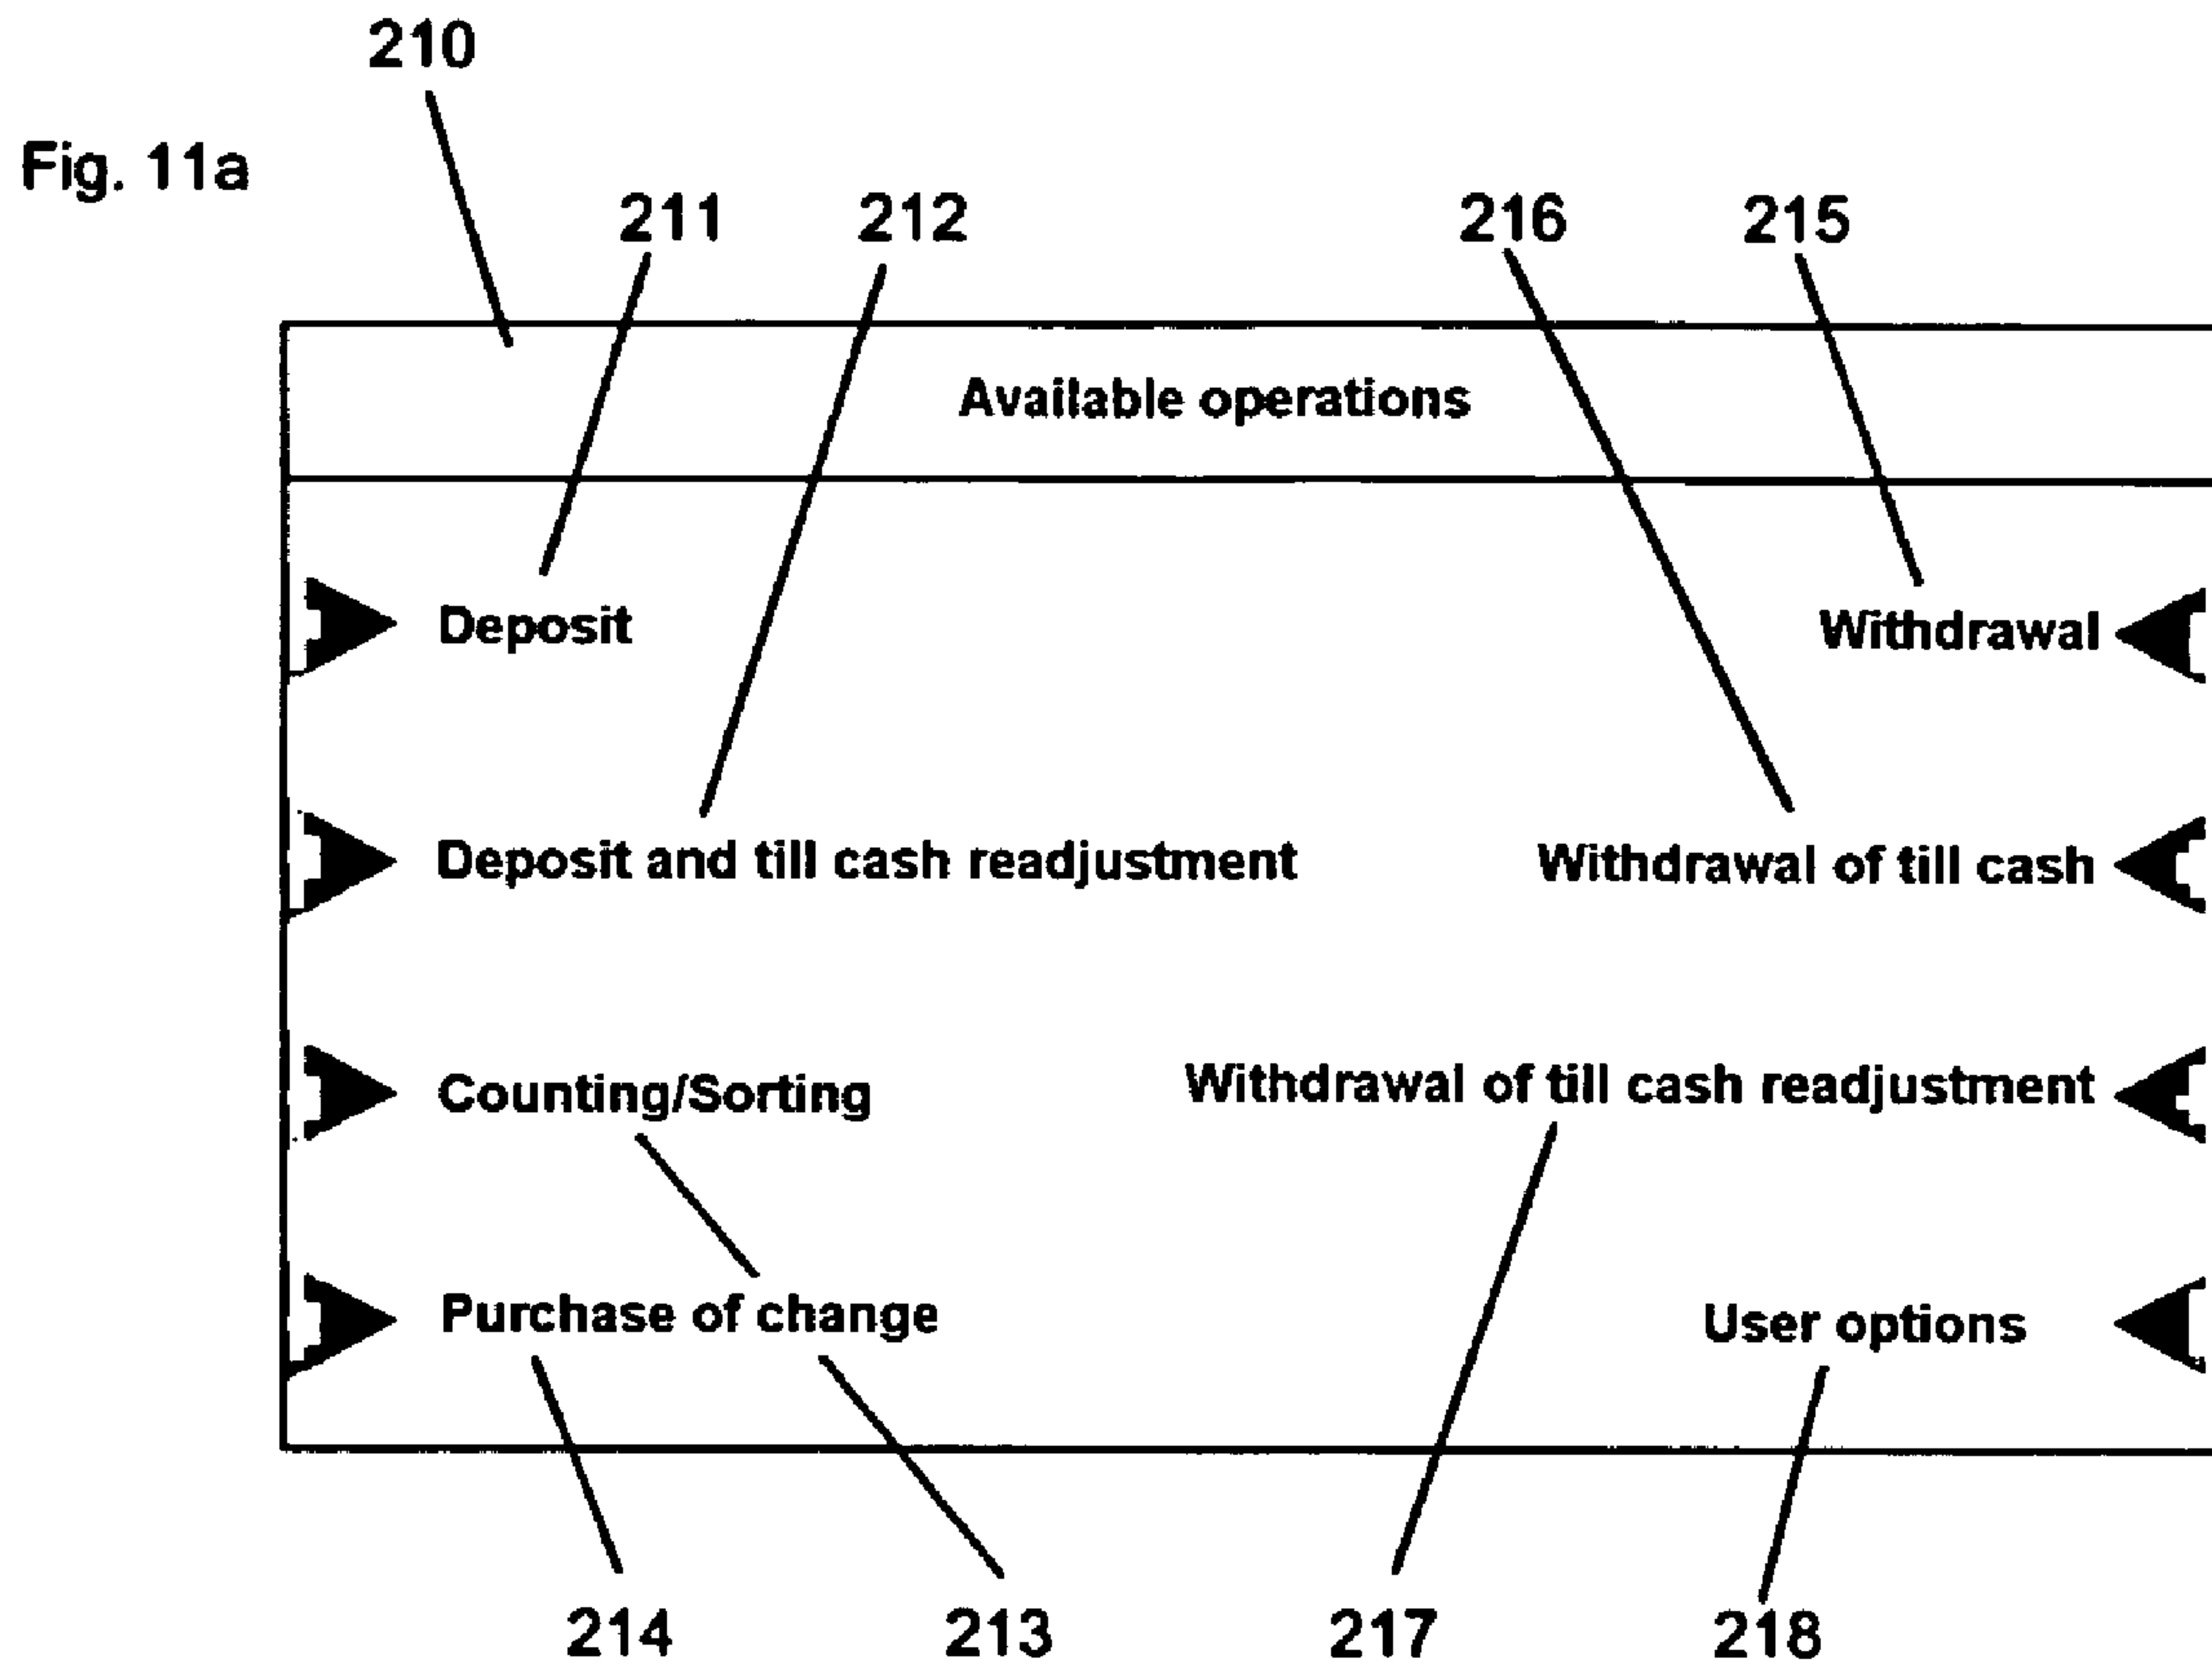 210
Fig. 11a
211 212 216 215
Available operations
Deposit Withdrawal
Deposit and till cash readjustment Withdrawal of till cash
Counting/Sorting Withdrawal of till cash readjustment
Purchase of change User options
214 213 217 218